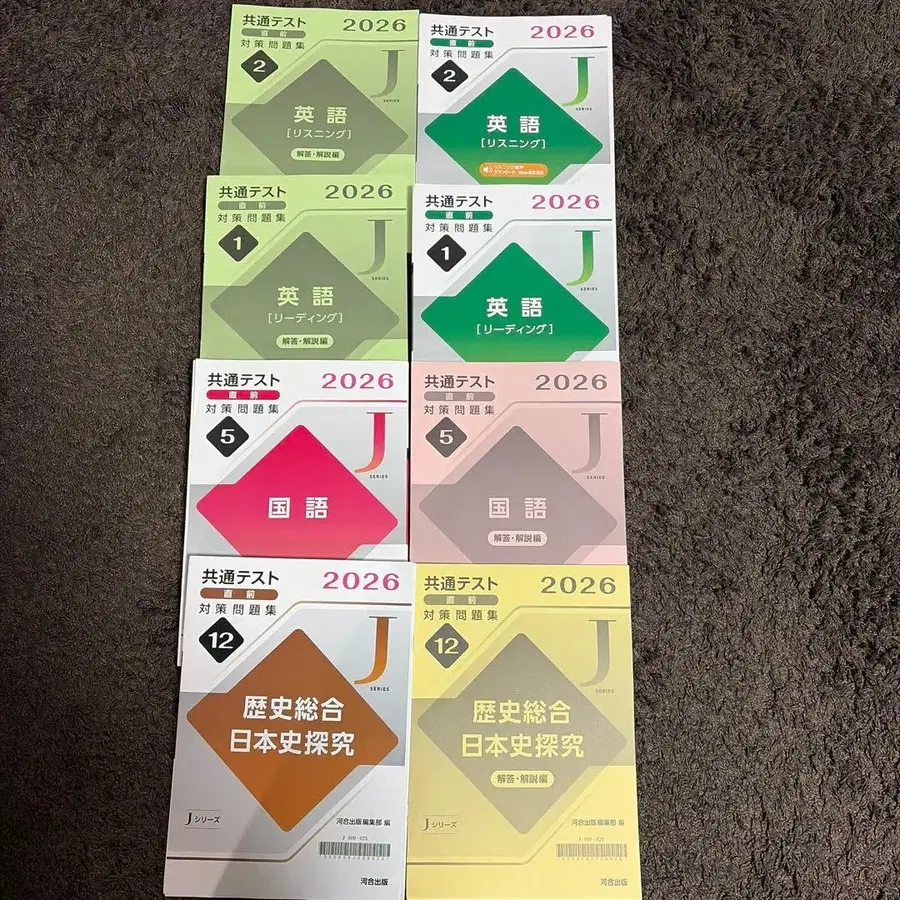 共通テスト 2026
直前
対策問題集
2
J
SERIES
英語
[リスニング]
解答・解説編
共通テスト 2026
直前
対策問題集
2
J
SERIES
英語
[リスニング]
共通テスト 2026
直前
対策問題集
1
J
SERIES
英語
[リーディング]
解答・解説編
共通テスト 2026
直前
対策問題集
1
J
SERIES
英語
[リーディング]
共通テスト 2026
直前
対策問題集
5
J
SERIES
国語
共通テスト 2026
直前
対策問題集
5
J
SERIES
国語
解答・解説編
共通テスト 2026
直前
対策問題集
12
J
SERIES
歴史総合
日本史探究
Jシリーズ
河合出版編集部 編
河合出版
共通テスト 2026
直前
対策問題集
12
J
SERIES
歴史総合
日本史探究
解答・解説編
Jシリーズ
河合出版編集部 編
河合出版